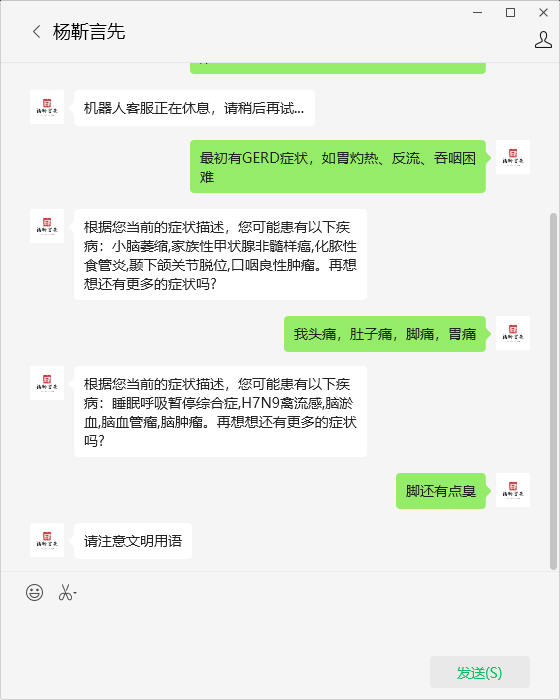 杨靳言先
机器人客服正在休息，请稍后再试...
最初有GERD症状，如胃灼热、反流、吞咽困
难
根据您当前的症状描述，您可能患有以下疾
病：小脑萎缩,家族性甲状腺非髓样癌,化脓性
食管炎,颞下颌关节脱位,口咽良性肿瘤。再想想
想还有更多的症状吗?
我头痛，肚子痛，脚痛，胃痛
根据您当前的症状描述，您可能患有以下疾
病：睡眠呼吸暂停综合症,H7N9禽流感,脑淤
血,脑血管瘤,脑肿瘤。再想想还有更多的症状
吗?
脚还有点臭
请注意文明用语
发送(S)